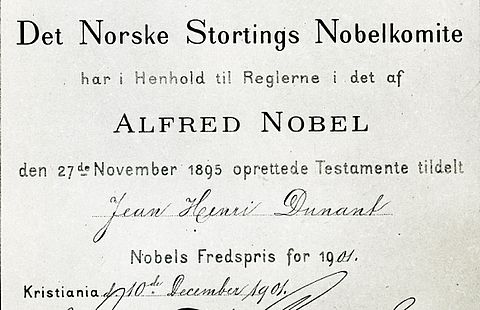 Det Norske Stortings Nobelkomite
har i Henhold til Reglerne i det af
ALFRED NOBEL
den 27de November 1895 oprettede Testamente tildelt
Jean Henri Dunant
Nobels Fredspris for 1901.
Kristiania, d. 10de December 1901.